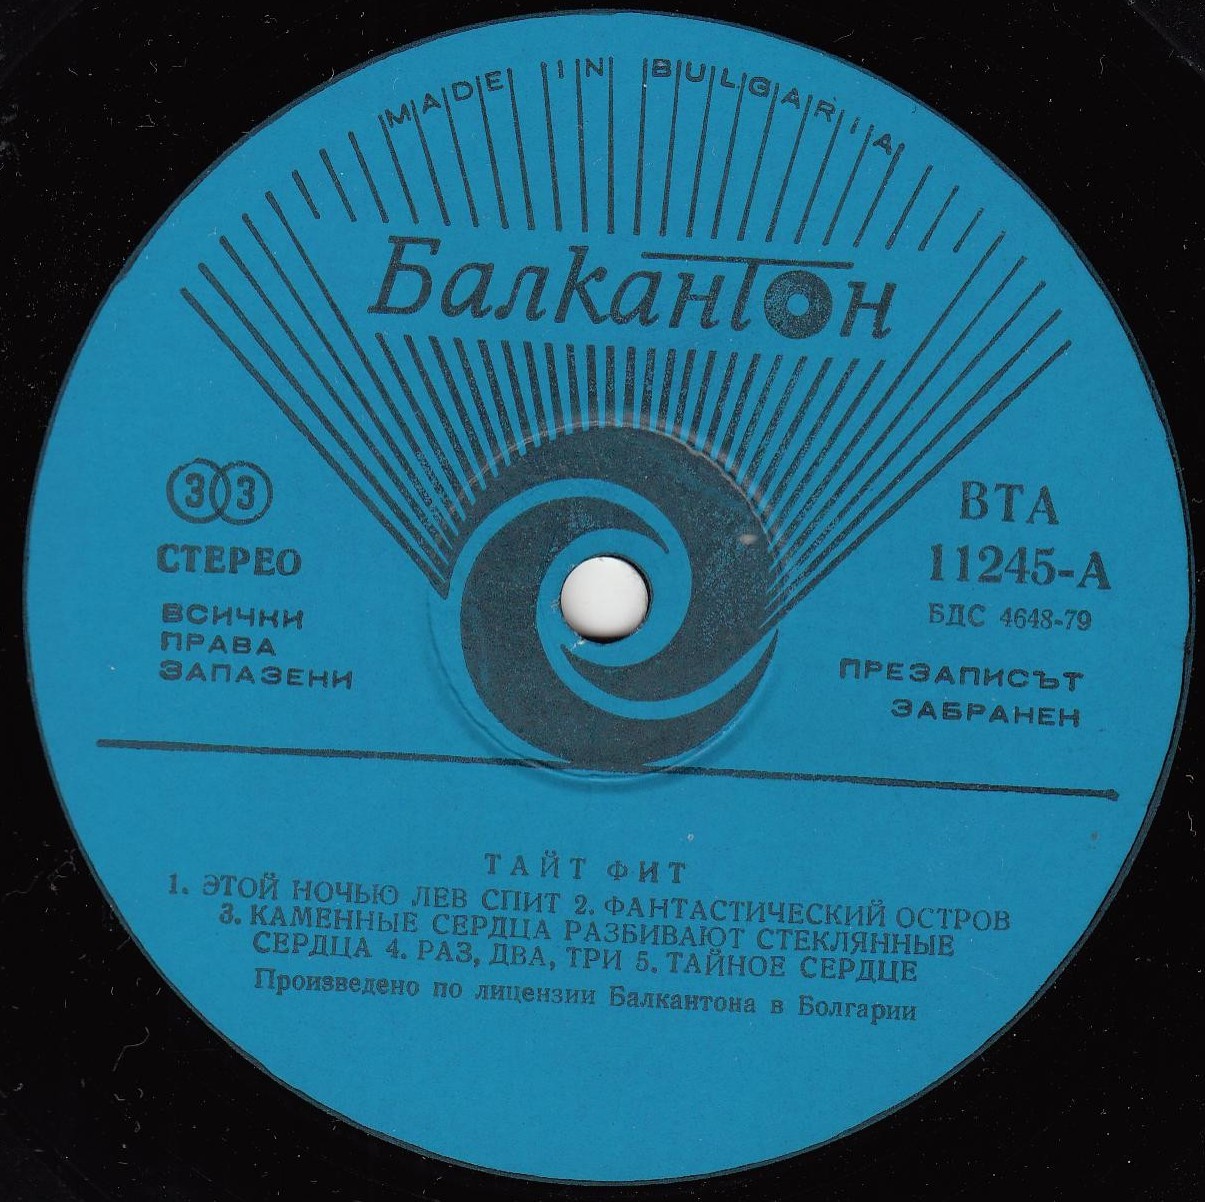 MADE IN BULGARIA
Балкантон
33
СТЕРЕО
ВСИЧКИ
ПРАВА
ЗАПАЗЕНИ
ВТА
11245-А
БДС 4648-79
ПРЕЗАПИСЪТ
ЗАБРАНЕН
ТАЙТ ФИТ
1. ЭТОЙ НОЧЬЮ ЛЕВ СПИТ 2. ФАНТАСТИЧЕСКИЙ ОСТРОВ
3. КАМЕННЫЕ СЕРДЦА РАЗБИВАЮТ СТЕКЛЯННЫЕ
СЕРДЦА 4. РАЗ, ДВА, ТРИ 5. ТАЙНОЕ СЕРДЦЕ
Произведено по лицензии Балкантона в Болгарии